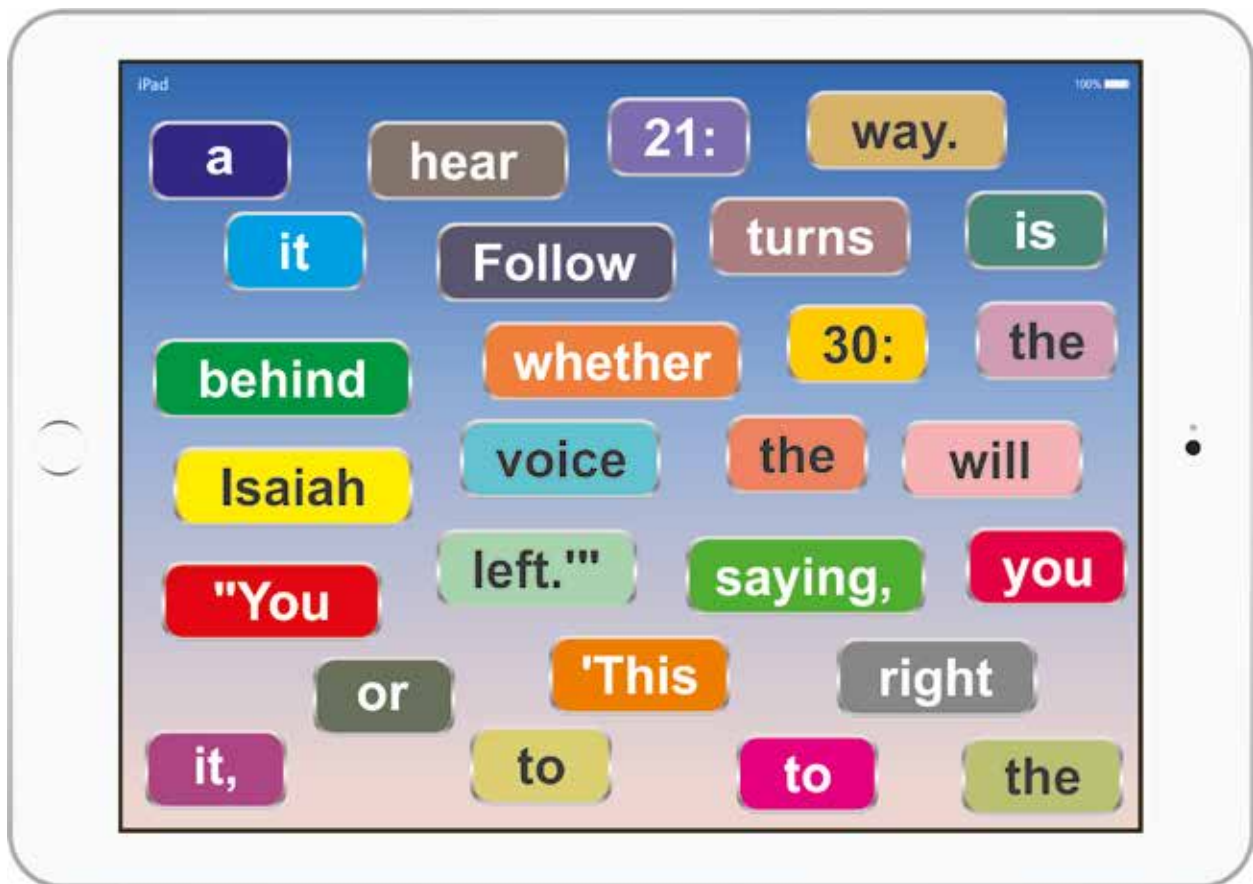 iPad 100%
a hear 21: way.
it Follow turns is
behind whether 30: the
Isaiah voice the will
"You left.'" saying, you
or 'This right
it, to to the